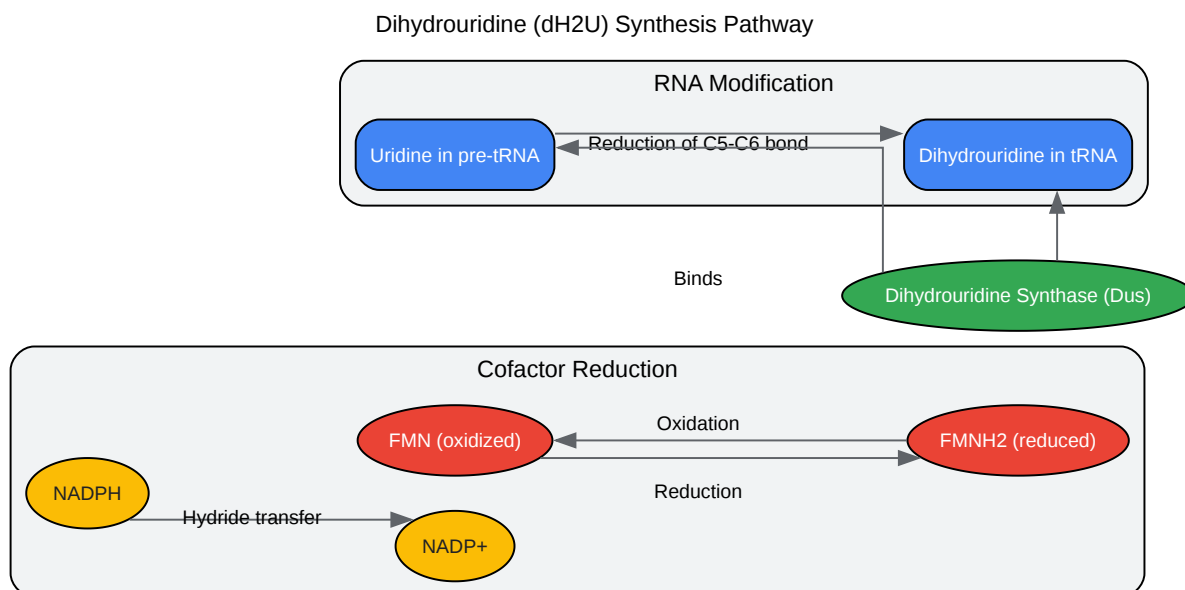 Dihydrouridine (dH2U) Synthesis Pathway
RNA Modification
Uridine in pre-tRNA
Reduction of C5-C6 bond
Dihydrouridine in tRNA
Binds
Dihydrouridine Synthase (Dus)
Cofactor Reduction
FMN (oxidized)
Oxidation
FMNH2 (reduced)
Reduction
NADPH
Hydride transfer
NADP+